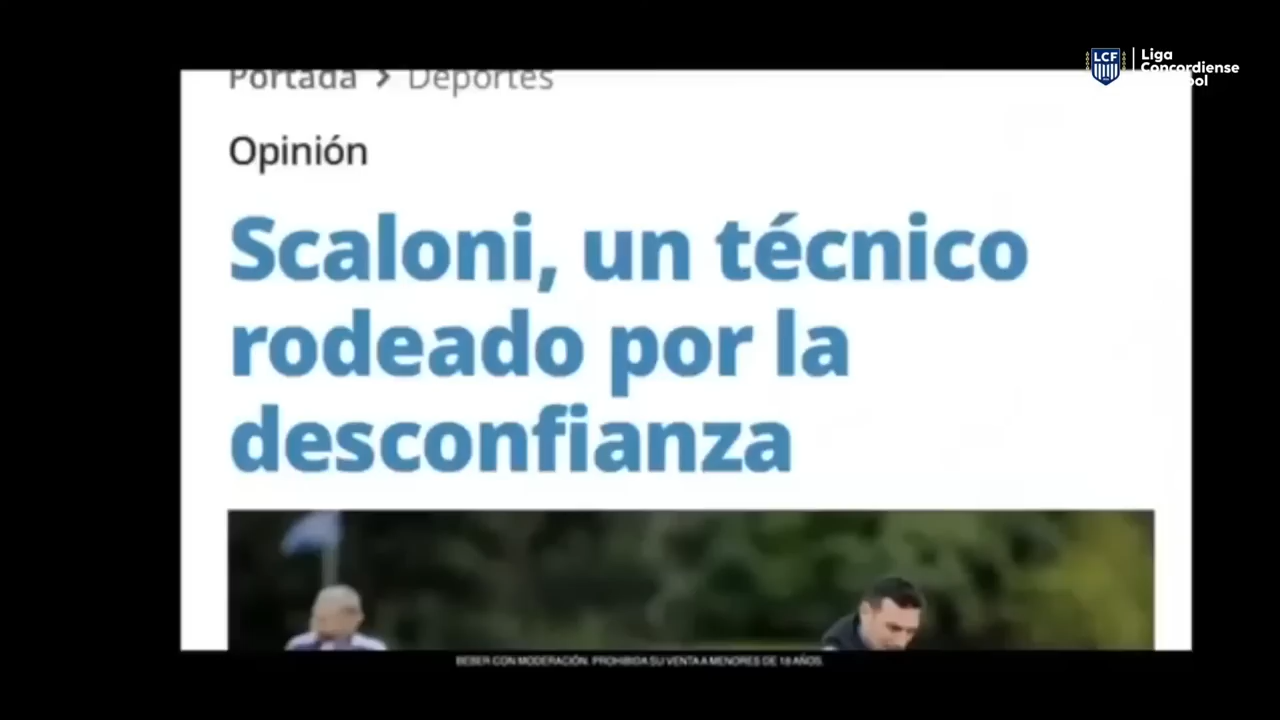 LCF
Liga
Concordiense
bol
Portada > Deportes
Opinión
Scaloni, un técnico
rodeado por la
desconfianza
BEBER CON MODERACIÓN. PROHIBIDA SU VENTA A MENORES DE 18 AÑOS.